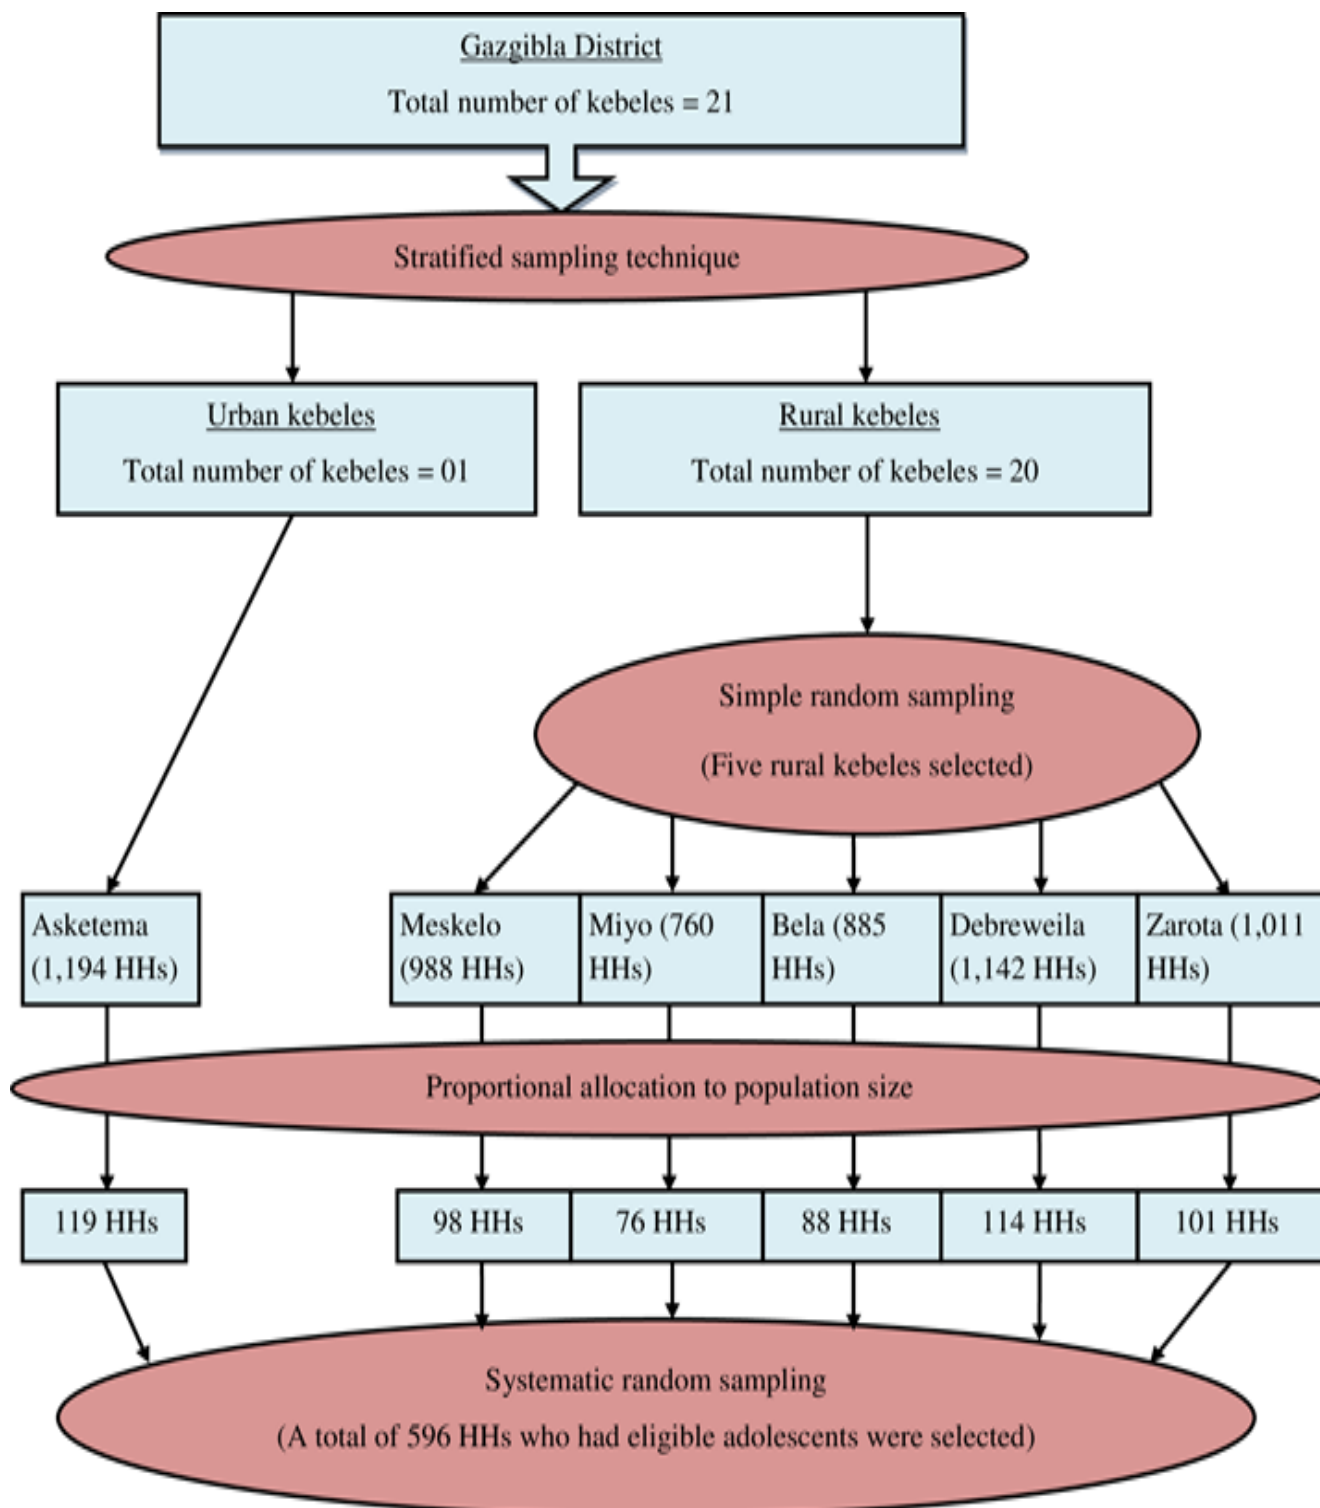 Gazgibla District
Total number of kebeles = 21
Stratified sampling technique
Urban kebeles
Total number of kebeles = 01
Rural kebeles
Total number of kebeles = 20
Simple random sampling
(Five rural kebeles selected)
Asketema
(1,194 HHs)
Meskelo
(988 HHs)
Miyo (760
HHs)
Bela (885
HHs)
Debreweila
(1,142 HHs)
Zarota (1,011
HHs)
Proportional allocation to population size
119 HHs
98 HHs
76 HHs
88 HHs
114 HHs
101 HHs
Systematic random sampling
(A total of 596 HHs who had eligible adolescents were selected)